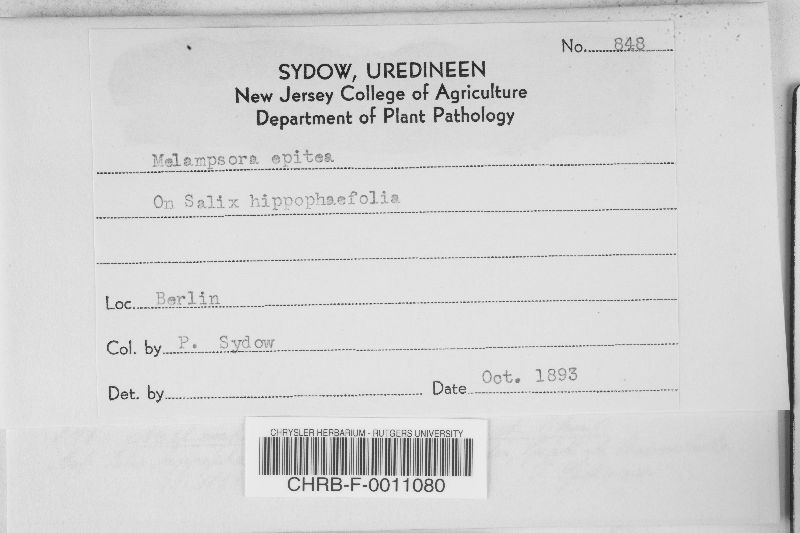 No. 848
SYDOW, UREDINEEN
New Jersey College of Agriculture
Department of Plant Pathology
Melampsora epitea
On Salix hippophaefolia
Loc. Berlin
Col. by P. Sydow
Det. by
Date Oct. 1893
CHRYSLER HERBARIUM - RUTGERS UNIVERSITY
CHRB-F-0011080